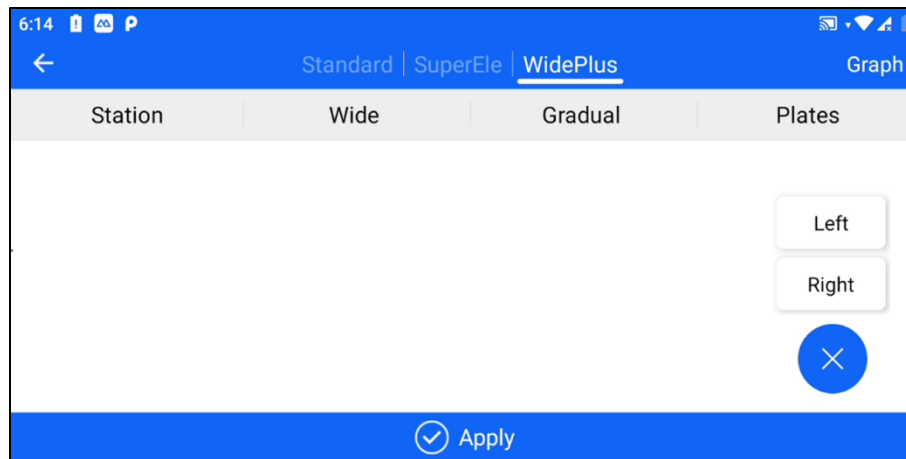 6:14
Standard | SuperEle | WidePlus Graph
Station Wide Gradual Plates
Left
Right
Apply